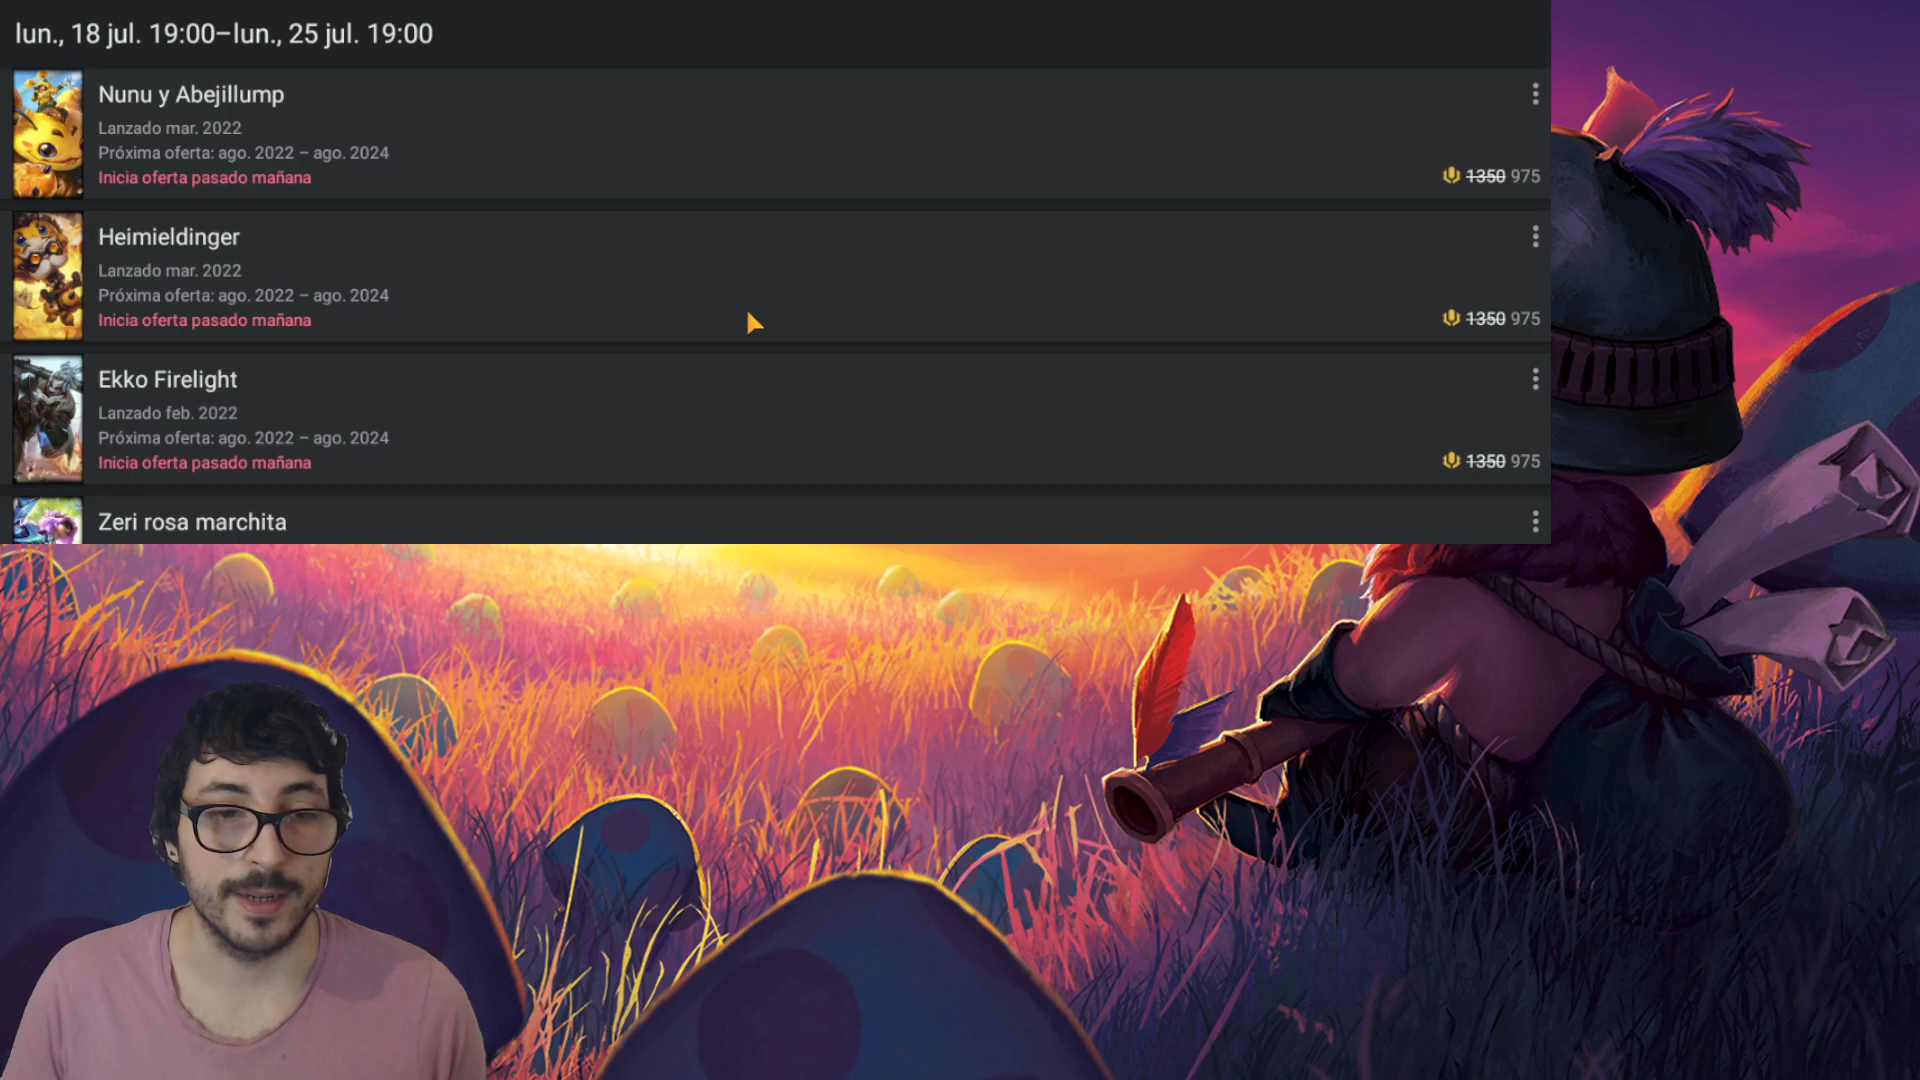 lun., 18 jul. 19:00–lun., 25 jul. 19:00
Nunu y Abejillump
Lanzado mar. 2022
Próxima oferta: ago. 2022 – ago. 2024
Inicia oferta pasado mañana
1350 975
Heimieldinger
Lanzado mar. 2022
Próxima oferta: ago. 2022 – ago. 2024
Inicia oferta pasado mañana
1350 975
Ekko Firelight
Lanzado feb. 2022
Próxima oferta: ago. 2022 – ago. 2024
Inicia oferta pasado mañana
1350 975
Zeri rosa marchita